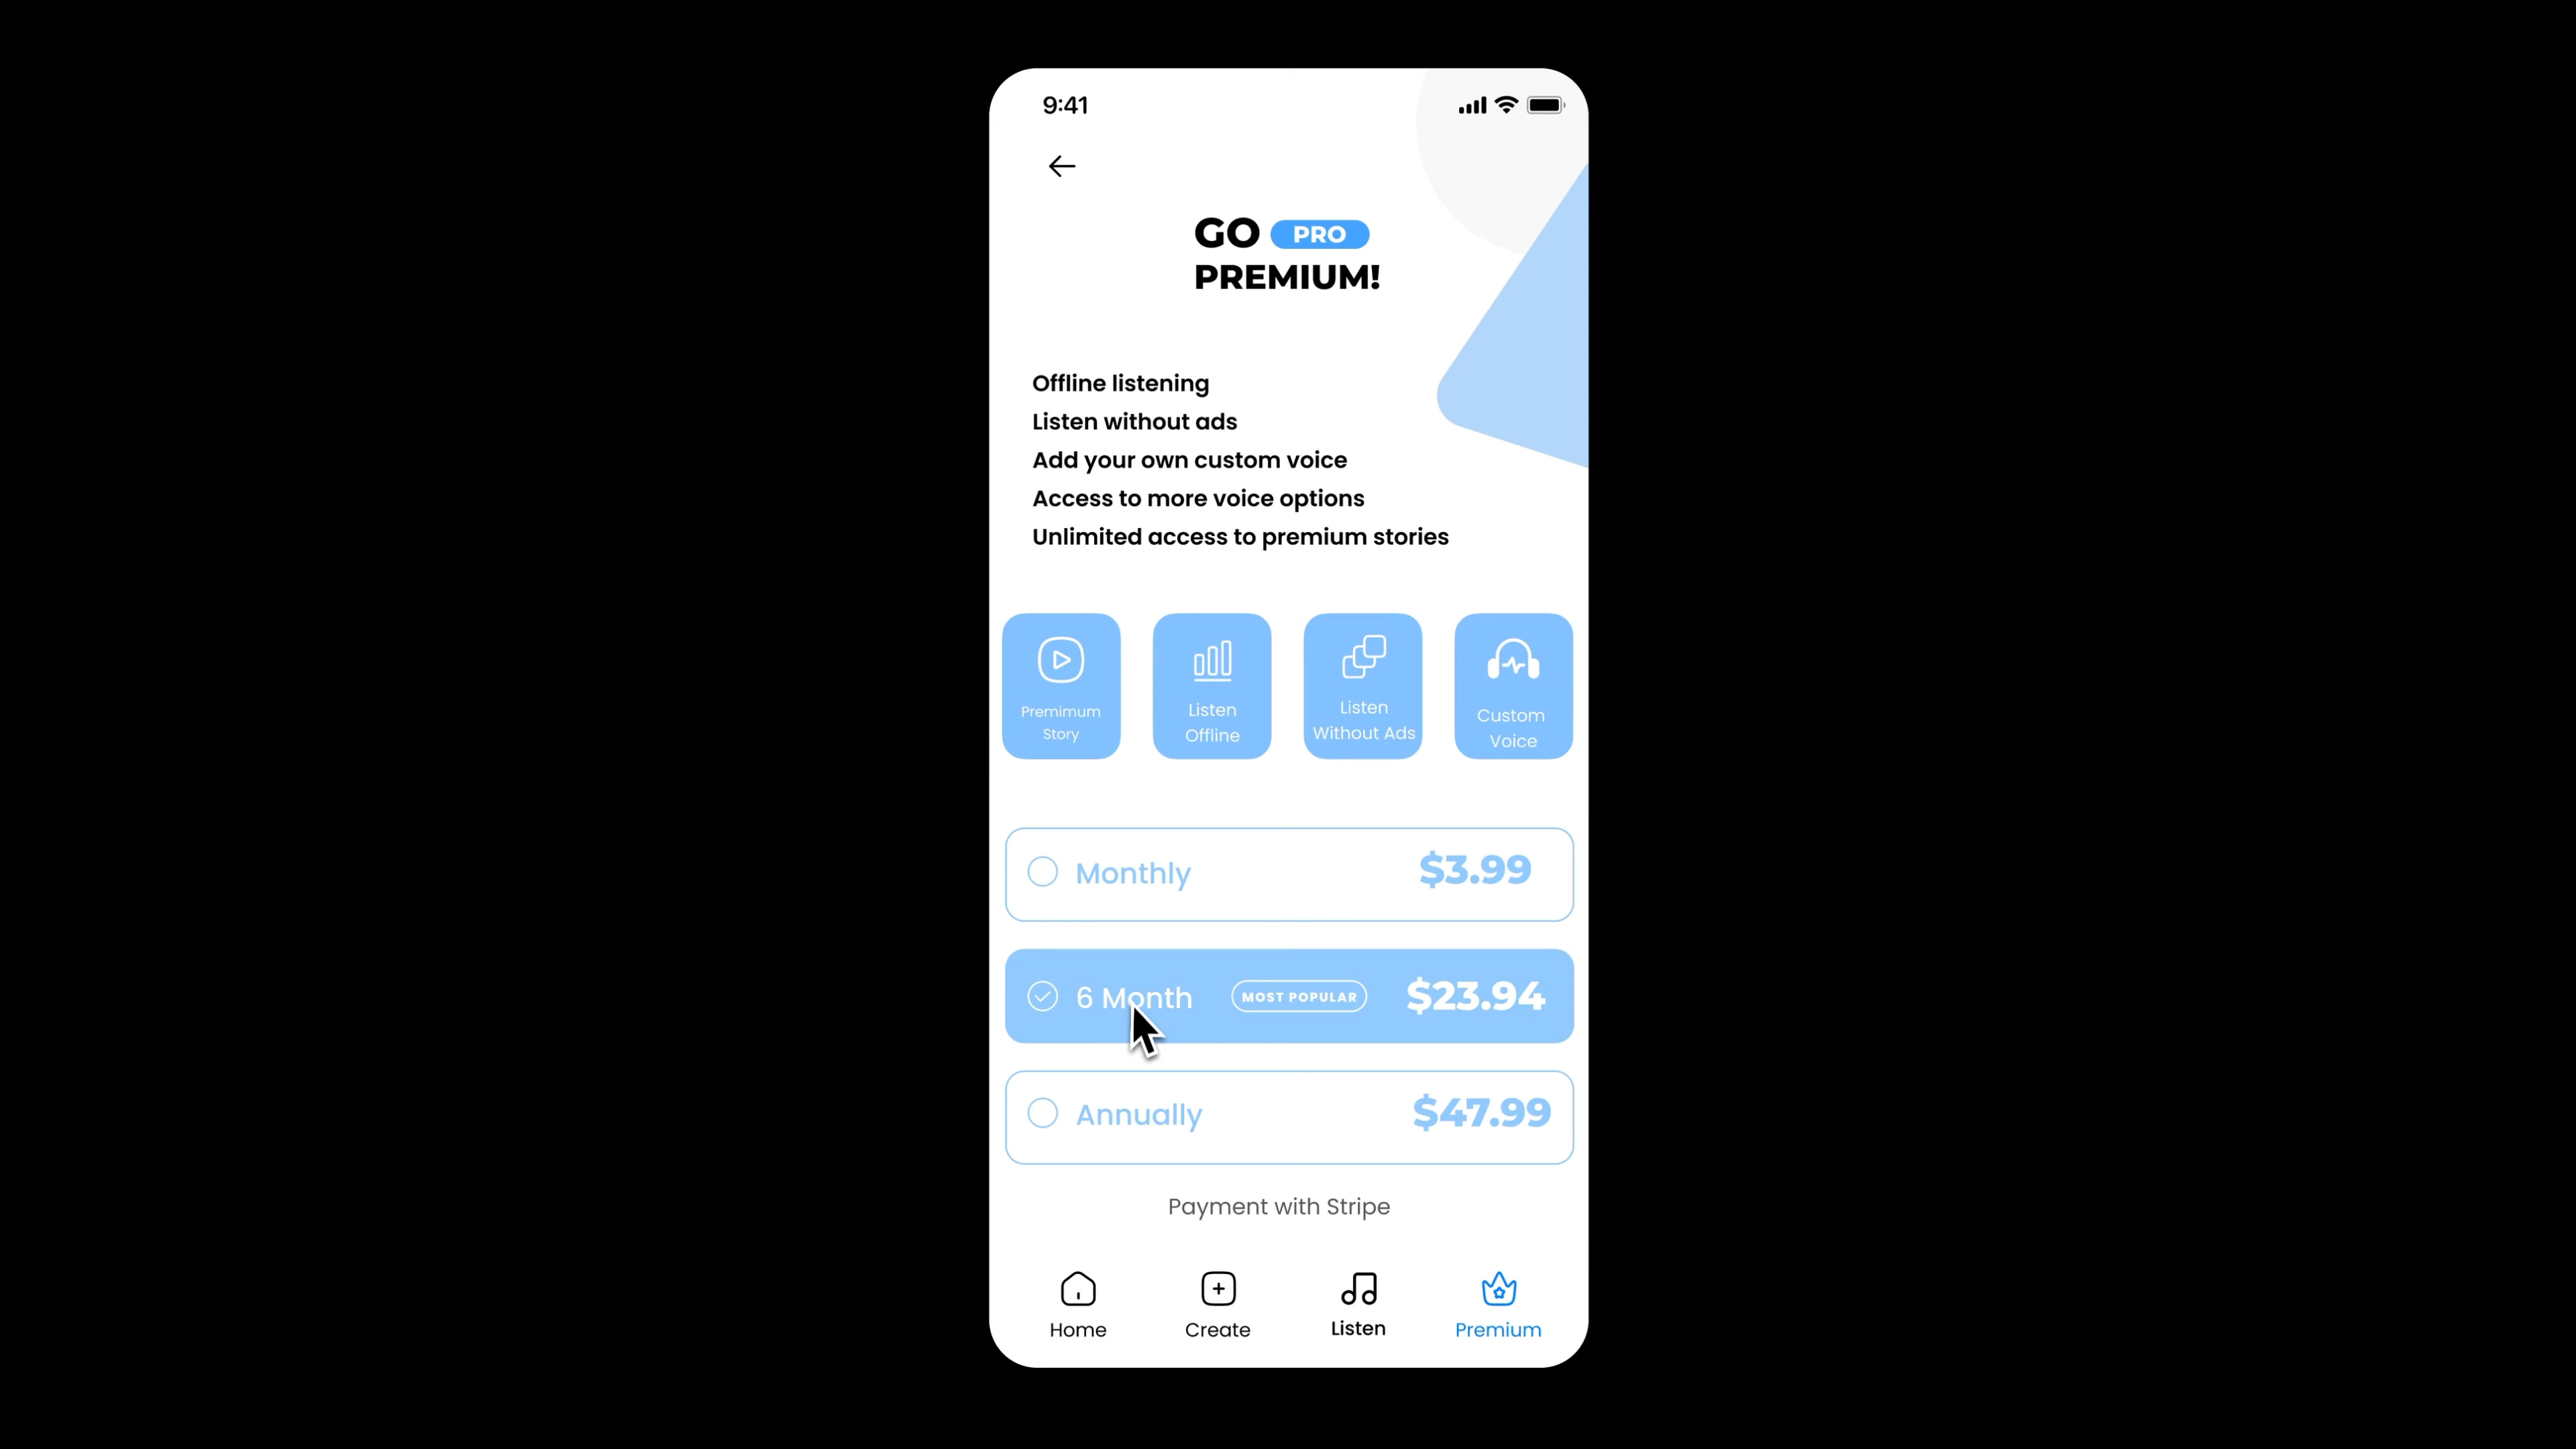 9:41
GO PRO
PREMIUM!
Offline listening
Listen without ads
Add your own custom voice
Access to more voice options
Unlimited access to premium stories
Premimum
Story
Listen
Offline
Listen
Without Ads
Custom
Voice
Monthly $3.99
6 Month MOST POPULAR $23.94
Annually $47.99
Payment with Stripe
Home Create Listen Premium